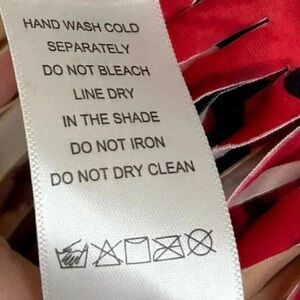 HAND WASH COLD
SEPARATELY
DO NOT BLEACH
LINE DRY
IN THE SHADE
DO NOT IRON
DO NOT DRY CLEAN